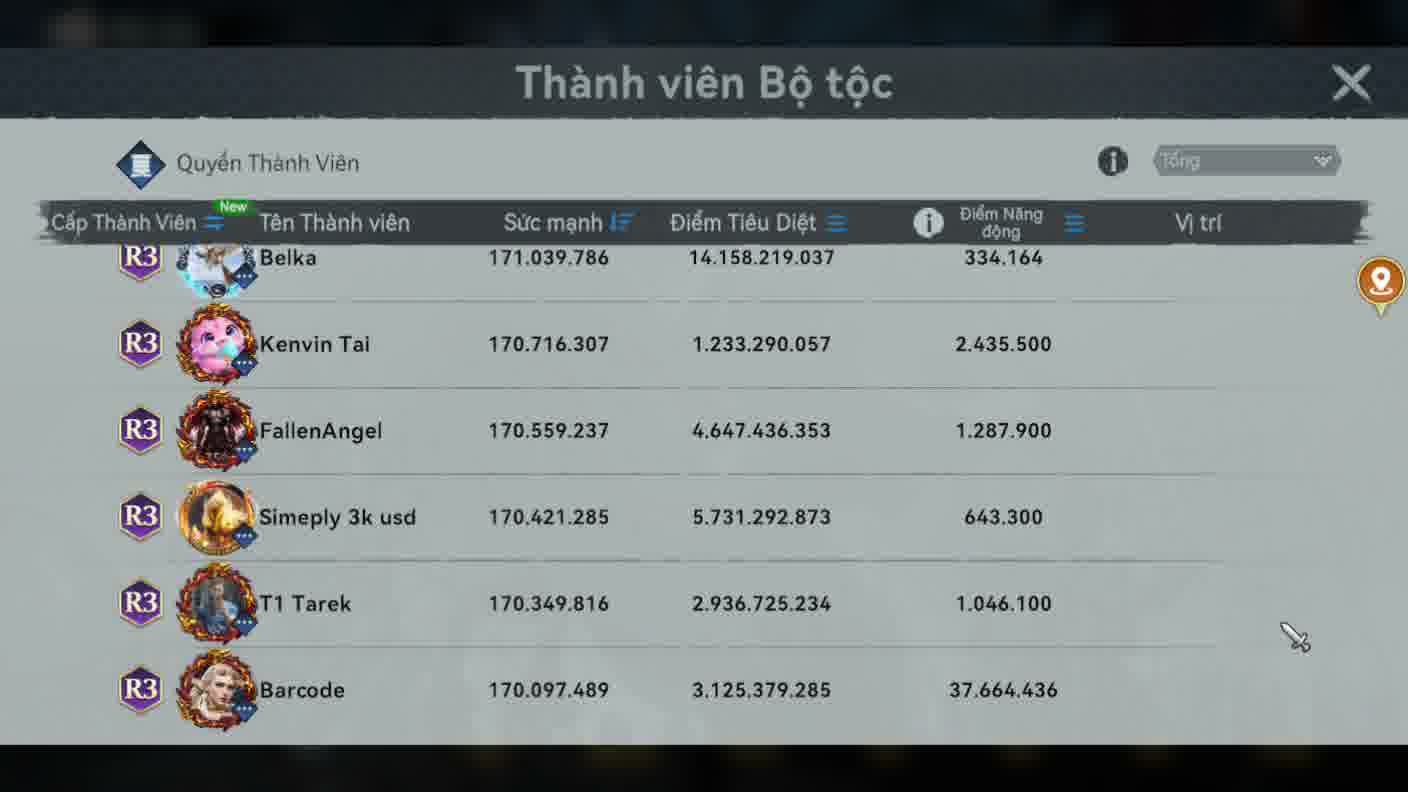 Thành viên Bộ tộc
Quyển Thành Viên
Tổng
Cấp Thành Viên New Tên Thành viên Sức mạnh Điểm Tiêu Diệt Điểm Năng động Vị trí
R3 Belka 171.039.786 14.158.219.037 334.164
R3 Kenvin Tai 170.716.307 1.233.290.057 2.435.500
R3 FallenAngel 170.559.237 4.647.436.353 1.287.900
R3 Simeply 3k usd 170.421.285 5.731.292.873 643.300
R3 T1 Tarek 170.349.816 2.936.725.234 1.046.100
R3 Barcode 170.097.489 3.125.379.285 37.664.436